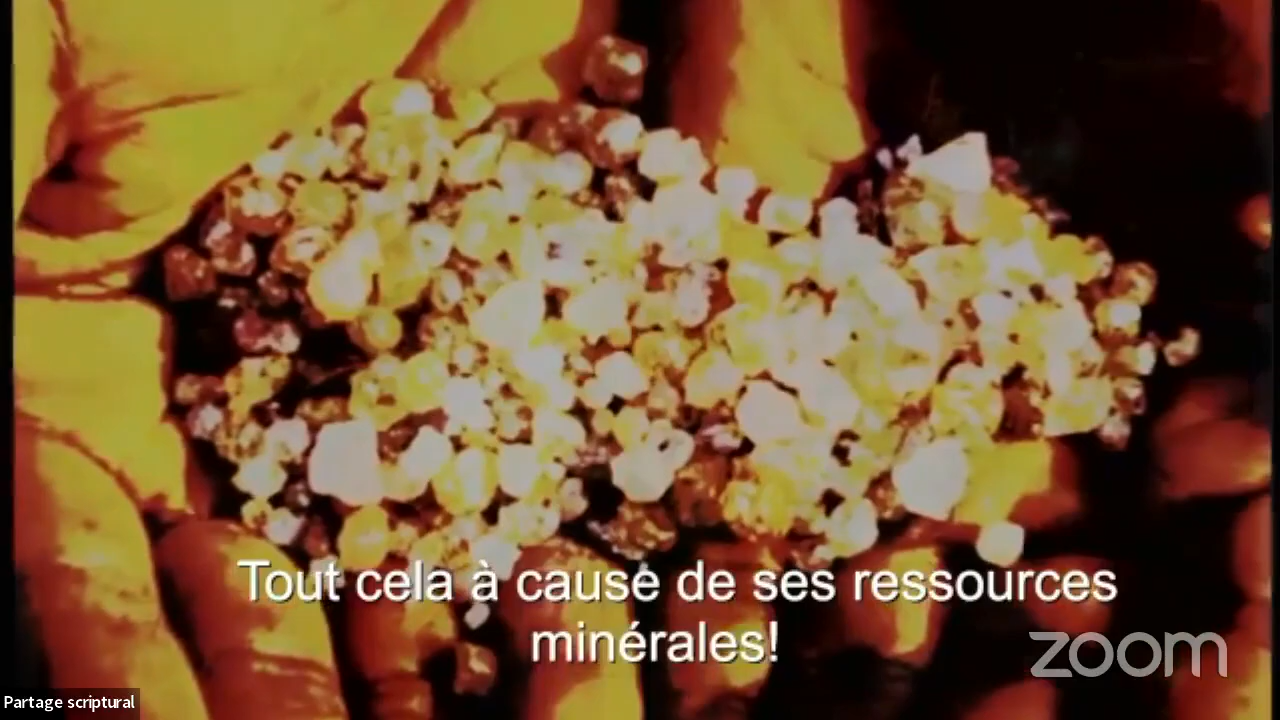 Tout cela à cause de ses ressources
minérales!
zoom
Partage scriptural